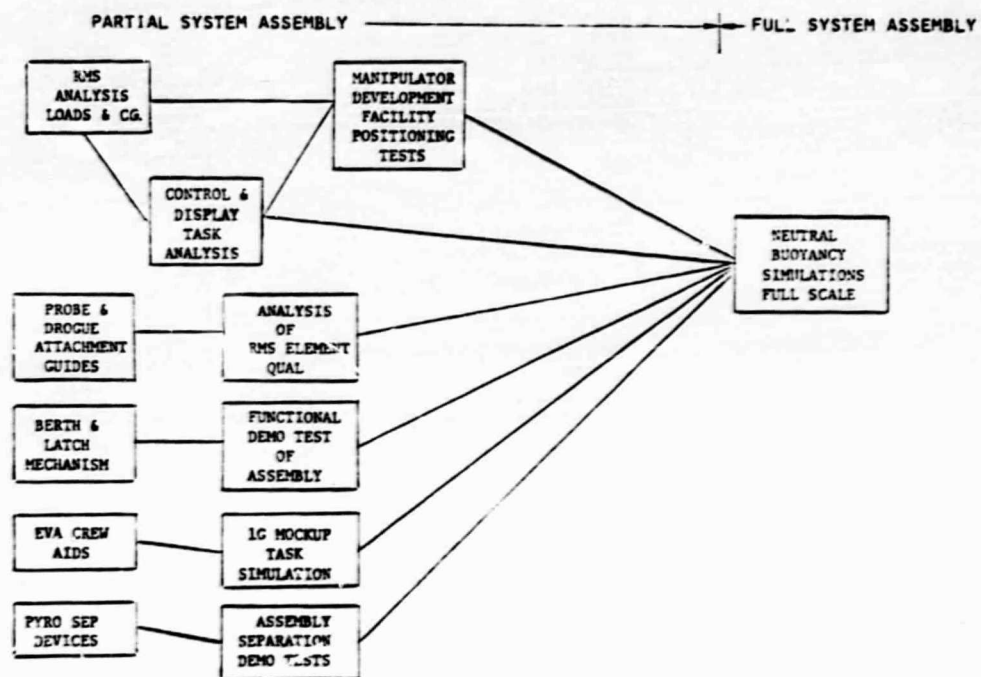 PARTIAL SYSTEM ASSEMBLY
FULL SYSTEM ASSEMBLY
RMS
ANALYSIS
LOADS & CG.
MANIPULATOR
DEVELOPMENT
FACILITY
POSITIONING
TESTS
CONTROL &
DISPLAY
TASK
ANALYSIS
NEUTRAL
BUOYANCY
SIMULATIONS
FULL SCALE
PROBE &
DROGUE
ATTACHMENT
GUIDES
ANALYSIS
OF
RMS ELEMENT
QUAL
BERTH &
LATCH
MECHANISM
FUNCTIONAL
DEMO TEST
OF
ASSEMBLY
EVA CREW
AIDS
1G MOCKUP
TASK
SIMULATION
PYRO SEP
DEVICES
ASSEMBLY
SEPARATION
DEMO TESTS